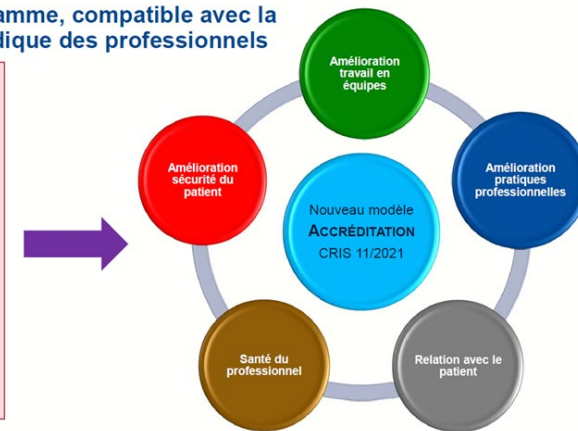 amme, compatible avec la
dique des professionnels
Amélioration
travail en
équipes
Amélioration
sécurité du
patient
Amélioration
pratiques
professionnelles
Nouveau modèle
ACCRÉDITATION
CRIS 11/2021
Santé du
professionnel
Relation avec le
patient